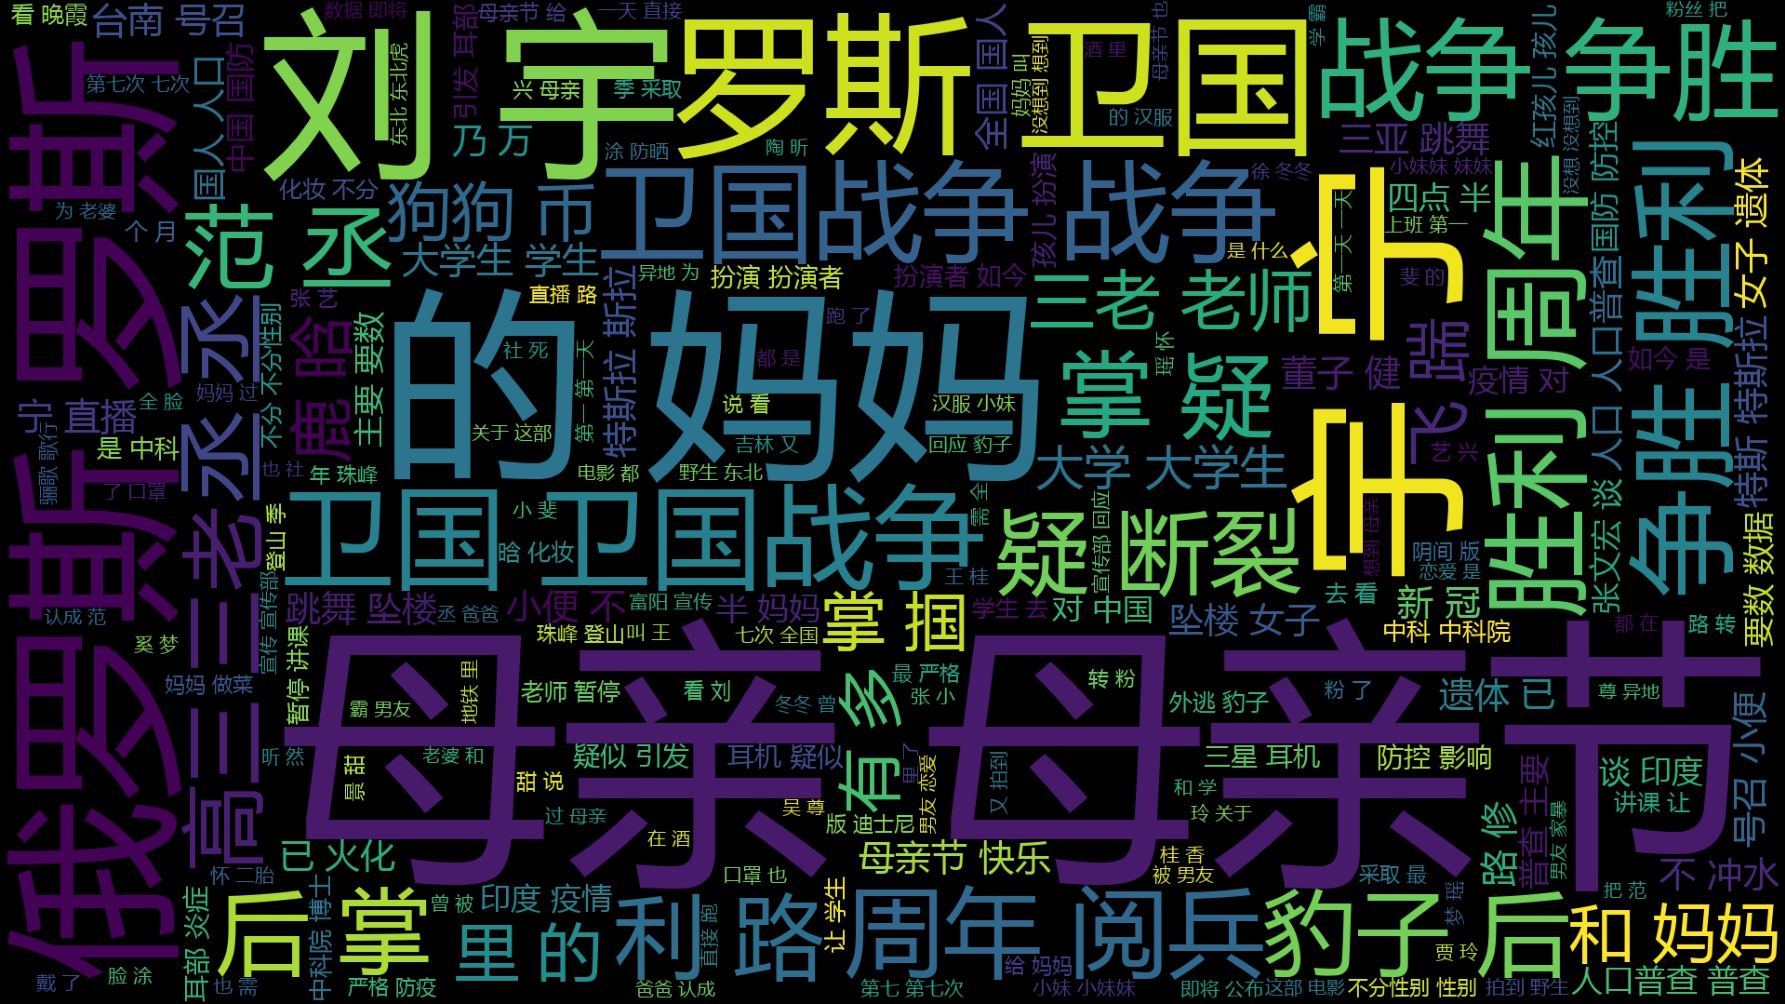 看 晚霞
台南 号召
数据 即将
母亲节 给
一天 直接
粉丝 把
刘 宇
罗斯 卫国
战争 争胜
第七次 七次
中国 国防
东北 东北虎
引发 耳部
兴 母亲
季 采取
全国 国人
妈妈 叫
没想到 想到
酒 里
母亲节 也
学 霸
红孩儿 孩儿
没想 没想到
国人 人口
乃 万
涂 防晒
陶 昕
的 汉服
三亚 跳舞
小妹妹 妹妹
化妆 不分
狗狗 币
卫国战争 战争
孩儿 扮演
徐 冬冬
四点 半
上班 第一
第一天 一天
宁 宁
周年
胜利 周年
争胜 胜利
国防 防控
女子 遗体
为 老婆
个 月
范 丞
大学生 学生
异地 为
扮演 扮演者
扮演者 如今
是 什么
三老 老师
斐 的
张 艺
直播 路
特斯拉 斯拉
俄罗斯 罗斯
丞 丞
不分 不分性别
鹿 晗
主要 要数
的 妈妈
跑 了
社 死
都 是
第一 第一天
瑶 怀
掌 疑
董子 健
飞 踹
疫情 对
如今 是
人口 人口普查
特斯 特斯拉
妈妈 过
全 脸
宁 直播
说 看
汉服 小妹
关于 这部
吉林 又
回应 豹子
艺 兴
是 中科
骊歌 歌行
也 社
了 口罩
年 珠峰
电影 都
野生 东北
大学 大学生
高三 三老
登山 季
卫国 卫国战争
小 斐
晗 化妆
需 全
疑 断裂
宣传部 回应
想到 母亲
阴间 版
恋爱 是
张文宏 谈
要数 数据
王 桂
认成 范
跳舞 坠楼
丞 爸爸
小便 不
富阳 宣传
半 妈妈
掌 掴
学生 去
对 中国
坠楼 女子
去 看
新 冠
中科 中科院
都 在
路 转
奚 梦
宣传 宣传部
暂停 讲课
珠峰 登山
叫 王
七次 全国
母亲 母亲节
妈妈 做菜
地铁 里
老师 暂停
看 刘
有 多
最 严格
张 小
转 粉
外逃 豹子
粉 了
遗体 已
尊 异地
霸 男友
冬冬 曾
号召 小便
昕 然
景 甜
老婆 和
疑似 引发
耳机 疑似
里 了
三星 耳机
防控 影响
谈 印度
甜 说
男友 恋爱
又 拍到
和 学
过 母亲
吴 尊
玲 关于
普查 主要
讲课 让
在 酒
版 迪士尼
路 修
男友 家暴
已 火化
母亲节 快乐
桂 香
怀 二胎
口罩 也
被 男友
采取 最
把 范
不 冲水
耳部 炎症
后 掌
中科院 博士
曾 被
印度 疫情
里 的
利 路
直接 跑
让 学生
周年 阅兵
豹子 后
梦 瑶
贾 玲
和 妈妈
戴 了
脸 涂
也 需
严格 防疫
爸爸 认成
给 妈妈
第七 第七次
小妹 小妹妹
即将 公布
这部 电影
不分性别 性别
拍到 野生
人口普查 普查